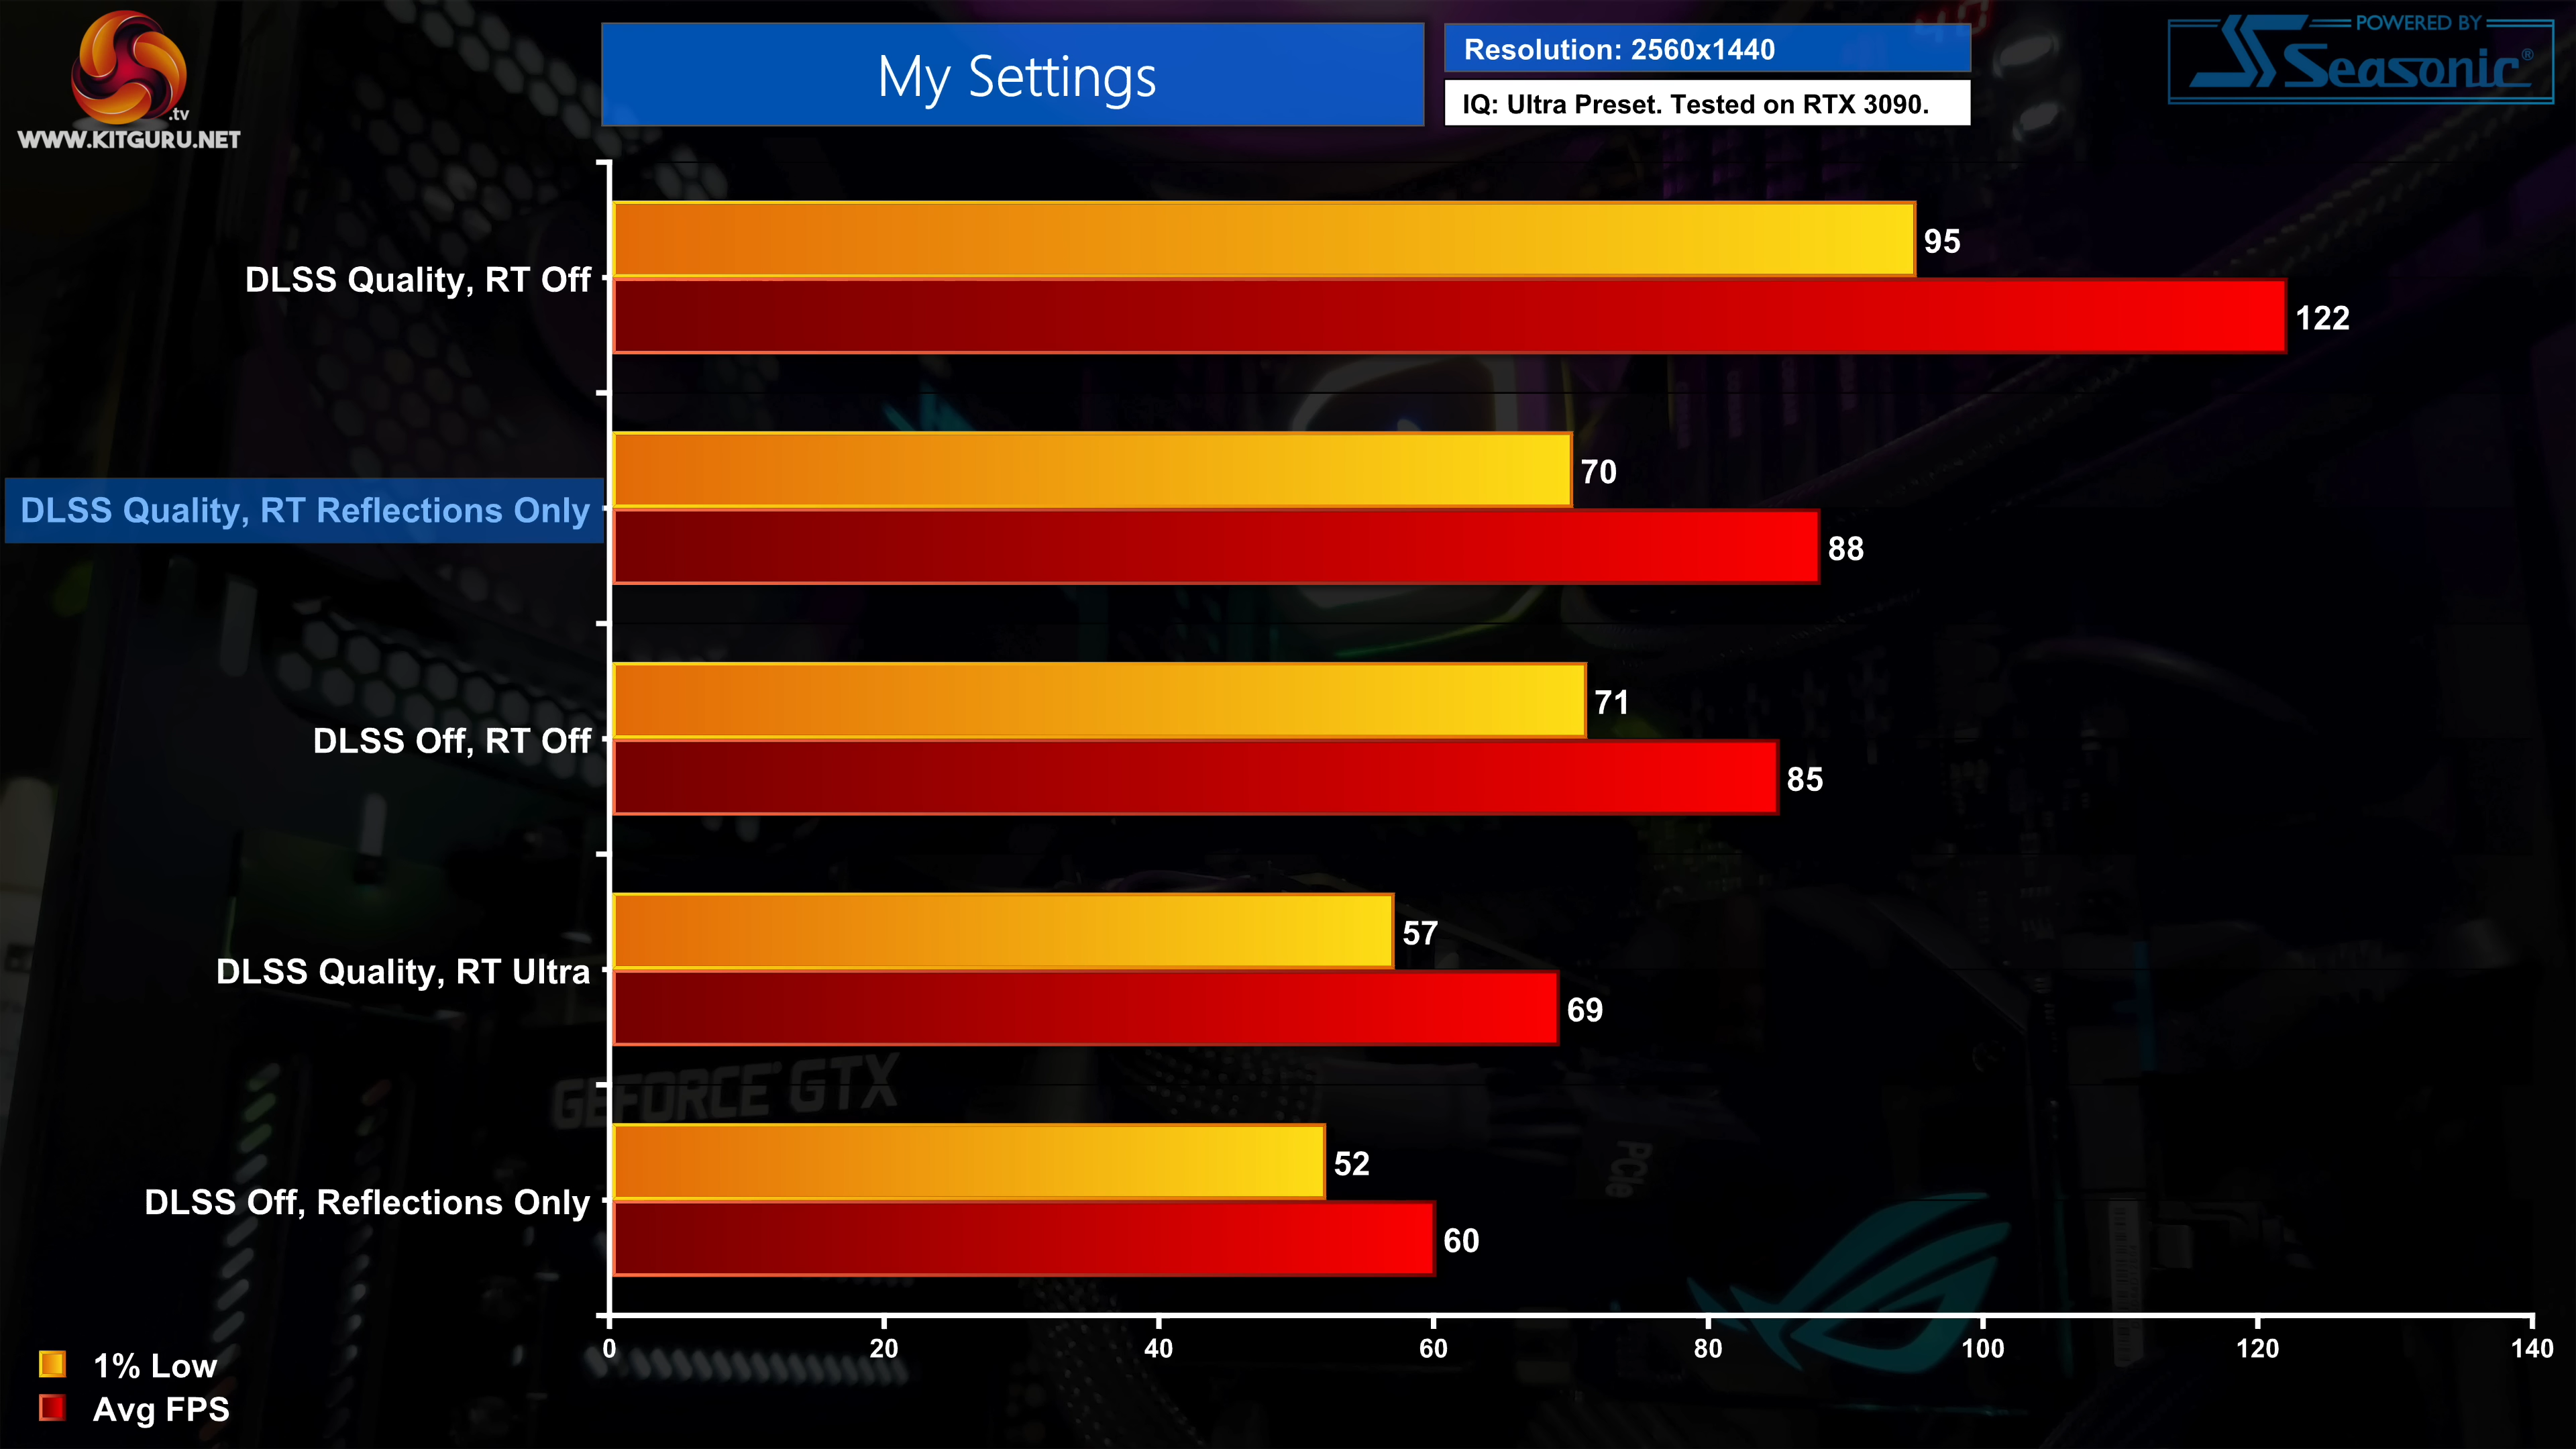 .tv
WWW.KITGURU.NET
My Settings
Resolution: 2560x1440
IQ: Ultra Preset. Tested on RTX 3090.
POWERED BY
Seasonic®
DLSS Quality, RT Off
95
122
DLSS Quality, RT Reflections Only
70
88
DLSS Off, RT Off
71
85
DLSS Quality, RT Ultra
57
69
GEFORCE GTX
DLSS Off, Reflections Only
52
60
PCIe
0 20 40 60 80 100 120 140
1% Low
Avg FPS